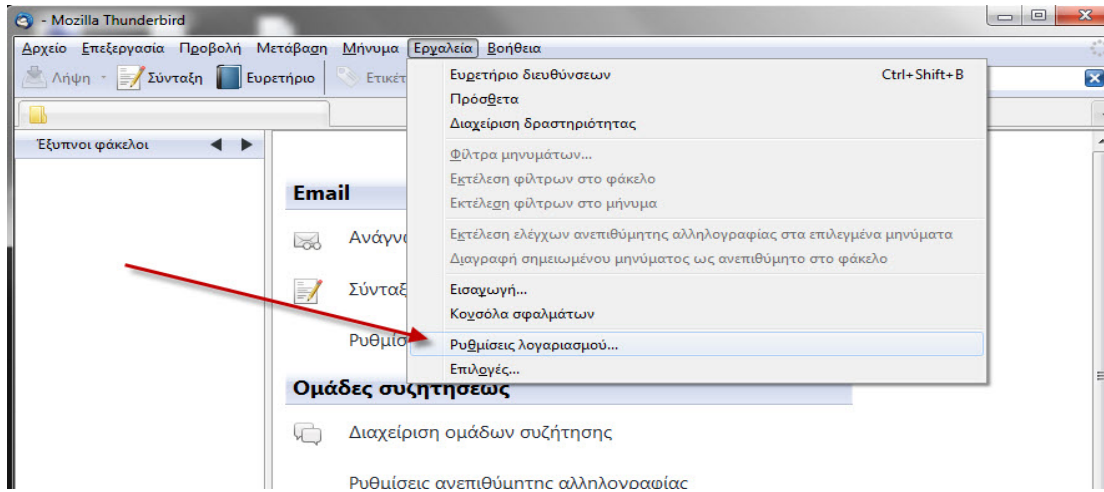 - Mozilla Thunderbird
Αρχείο Επεξεργασία Προβολή Μετάβαση Μήνυμα Εργαλεία Βοήθεια
Λήψη Σύνταξη Ευρετήριο
Ευρετήριο διευθύνσεων Ctrl+Shift+B
Πρόσθετα
Διαχείριση δραστηριότητας
Έξυπνοι φάκελοι
Φίλτρα μηνυμάτων...
Εκτέλεση φίλτρων στο φάκελο
Εκτέλεση φίλτρων στο μήνυμα
Εκτέλεση ελέγχων ανεπιθύμητης αλληλογραφίας στα επιλεγμένα μηνύματα
Διαγραφή σημειωμένου μηνύματος ως ανεπιθύμητο στο φάκελο
Εισαγωγή...
Κονσόλα σφαλμάτων
Ρυθμίσεις λογαριασμού...
Επιλογές...
Email
Ομάδες συζητήσεως
Διαχείριση ομάδων συζήτησης
Ρυθμίσεις ανεπιθύμητης αλληλογραφίας